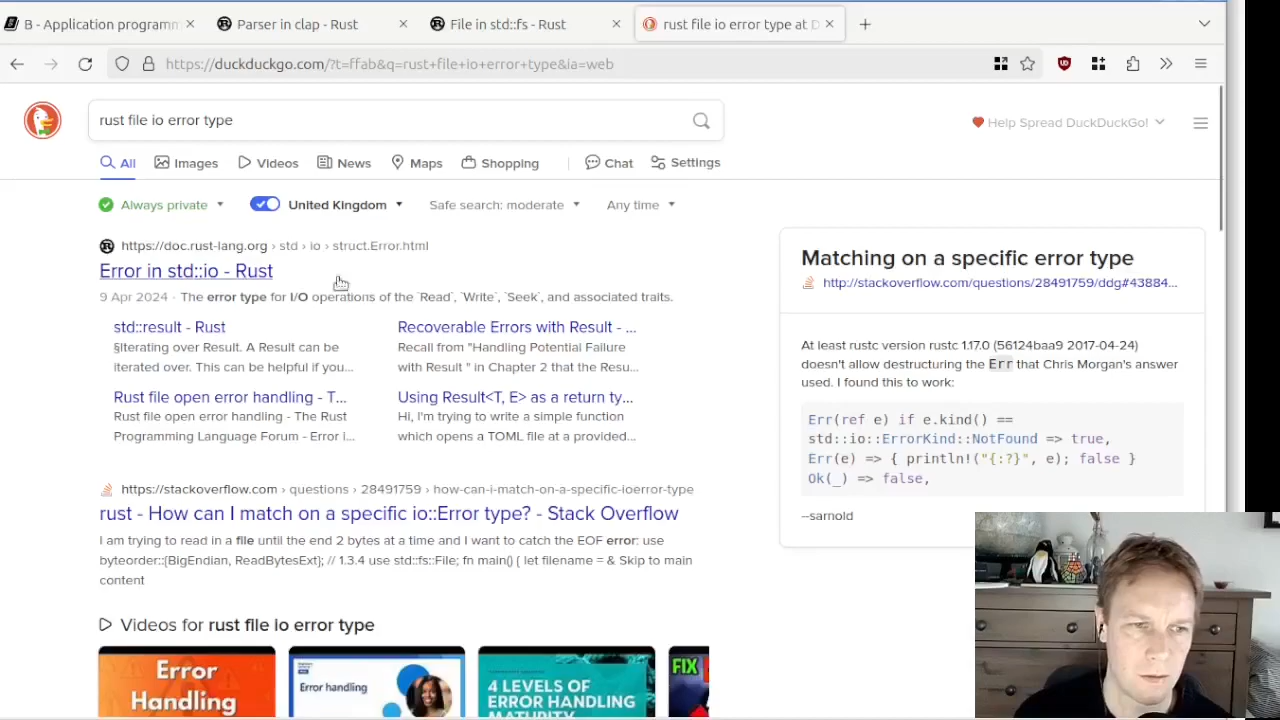 B - Application programm
Parser in clap - Rust
File in std::fs - Rust
rust file io error type at D
https://duckduckgo.com/?t=ffab&q=rust+file+io+error+type&ia=web
rust file io error type
Help Spread DuckDuckGo!
All
Images
Videos
News
Maps
Shopping
Chat
Settings
Always private
United Kingdom
Safe search: moderate
Any time
https://doc.rust-lang.org › std › io › struct.Error.html
Error in std::io - Rust
9 Apr 2024 · The error type for I/O operations of the `Read`, `Write`, `Seek`, and associated traits.
std::result - Rust
§Iterating over Result. A Result can be
iterated over. This can be helpful if you...
Recoverable Errors with Result - ...
Recall from "Handling Potential Failure
with Result " in Chapter 2 that the Resu...
Rust file open error handling - T...
Rust file open error handling - The Rust
Programming Language Forum - Error i...
Using Result<T, E> as a return ty...
Hi, I'm trying to write a simple function
which opens a TOML file at a provided...
https://stackoverflow.com › questions › 28491759 › how-can-i-match-on-a-specific-ioerror-type
rust - How can I match on a specific io::Error type? - Stack Overflow
I am trying to read in a file until the end 2 bytes at a time and I want to catch the EOF error: use
byteorder::{BigEndian, ReadBytesExt}; // 1.3.4 use std::fs::File; fn main() { let filename = & Skip to main
content
Videos for rust file io error type
Error
Handling
Error handling
4 LEVELS OF
ERROR HANDLING
MATURITY
FIX
Matching on a specific error type
http://stackoverflow.com/questions/28491759/ddg#43884...
At least rustc version rustc 1.17.0 (56124baa9 2017-04-24)
doesn't allow destructuring the Err that Chris Morgan's answer
used. I found this to work:
Err(ref e) if e.kind() ==
std::io::ErrorKind::NotFound => true,
Err(e) => { println!("{:?}", e); false }
Ok(_) => false,
--sarnold